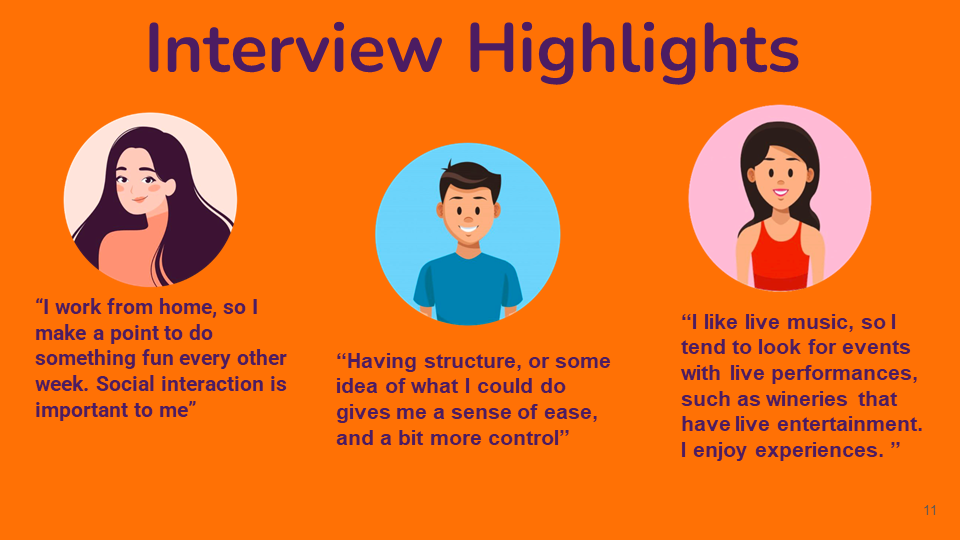 Interview Highlights
“I work from home, so I
make a point to do
something fun every other
week. Social interaction is
important to me”
“Having structure, or some
idea of what I could do
gives me a sense of ease,
and a bit more control”
“I like live music, so I
tend to look for events
with live performances,
such as wineries that
have live entertainment.
I enjoy experiences. ”
11